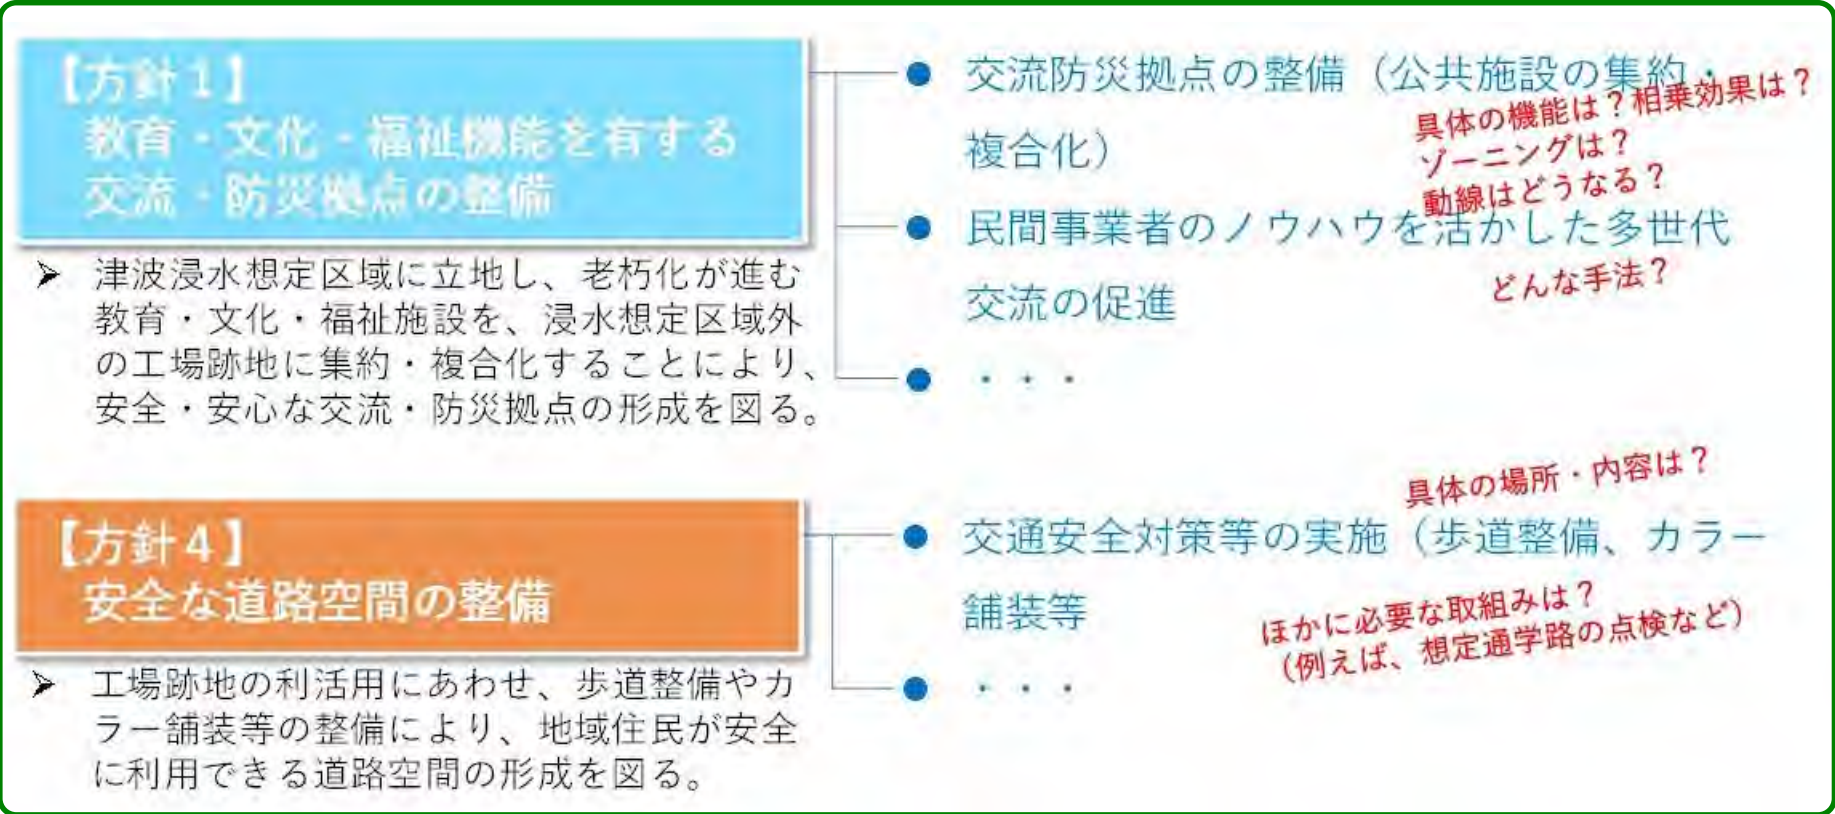 【方針１】
教育・文化・福祉機能を有する
交流・防災拠点の整備
➢ 津波浸水想定区域に立地し、老朽化が進む
教育・文化・福祉施設を、浸水想定区域外
の工場跡地に集約・複合化することにより、
安全・安心な交流・防災拠点の形成を図る。
● 交流防災拠点の整備（公共施設の集約・
複合化）
具体の機能は？相乗効果は？
ゾーニングは？
動線はどうなる？
● 民間事業者のノウハウを活かした多世代
交流の促進
どんな手法？
● ・・・
【方針４】
安全な道路空間の整備
➢ 工場跡地の利活用にあわせ、歩道整備やカ
ラー舗装等の整備により、地域住民が安全
に利用できる道路空間の形成を図る。
具体の場所・内容は？
● 交通安全対策等の実施（歩道整備、カラー
舗装等
ほかに必要な取組みは？
（例えば、想定通学路の点検など）
● ・・・